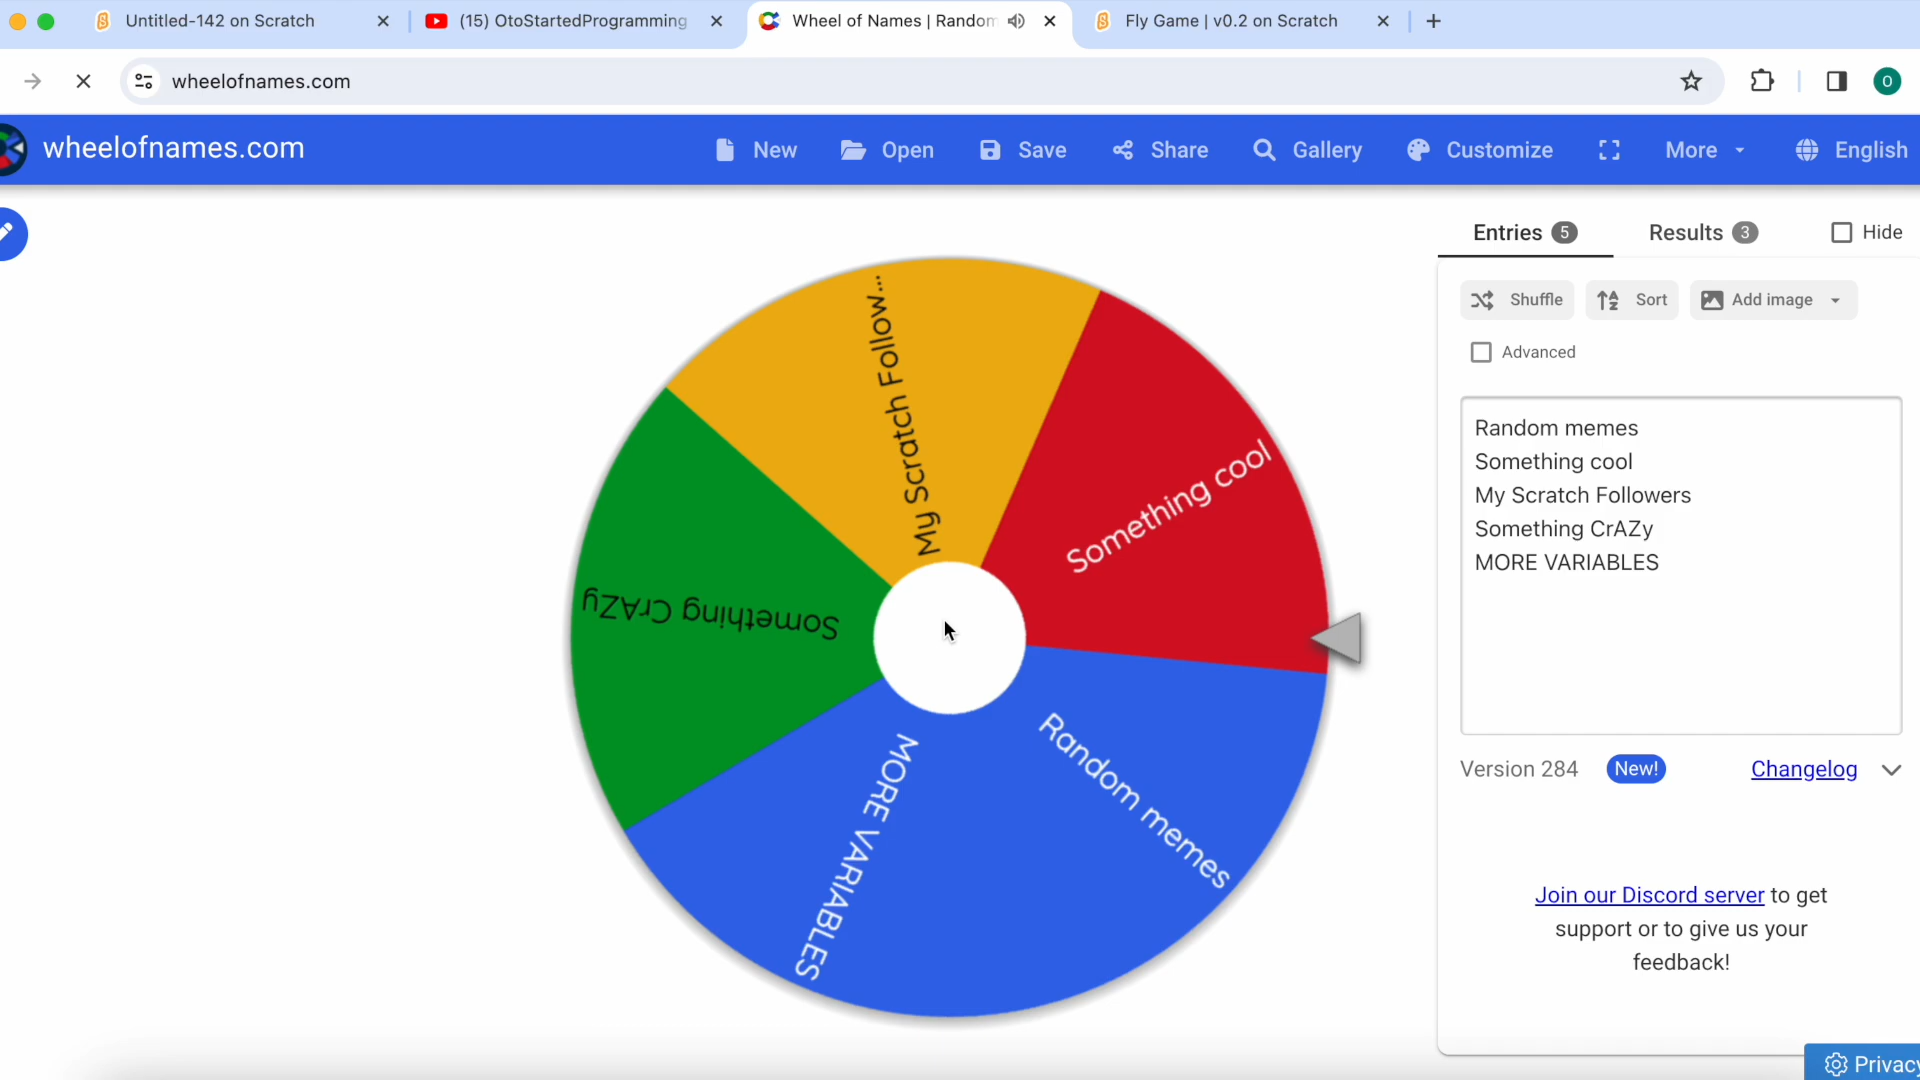 Untitled-142 on Scratch
(15) OtoStartedProgramming
Wheel of Names | Random
Fly Game | v0.2 on Scratch
wheelofnames.com
O
wheelofnames.com
New
Open
Save
Share
Gallery
Customize
More
English
Entries 5
Results 3
Hide
Shuffle
Sort
Add image
Advanced
Random memes
Something cool
My Scratch Followers
Something CrAZy
MORE VARIABLES
My Scratch Follow...
Something cool
Something CrAZy
Random memes
MORE VARIABLES
Version 284
New!
Changelog
Join our Discord server to get
support or to give us your
feedback!
Privacy